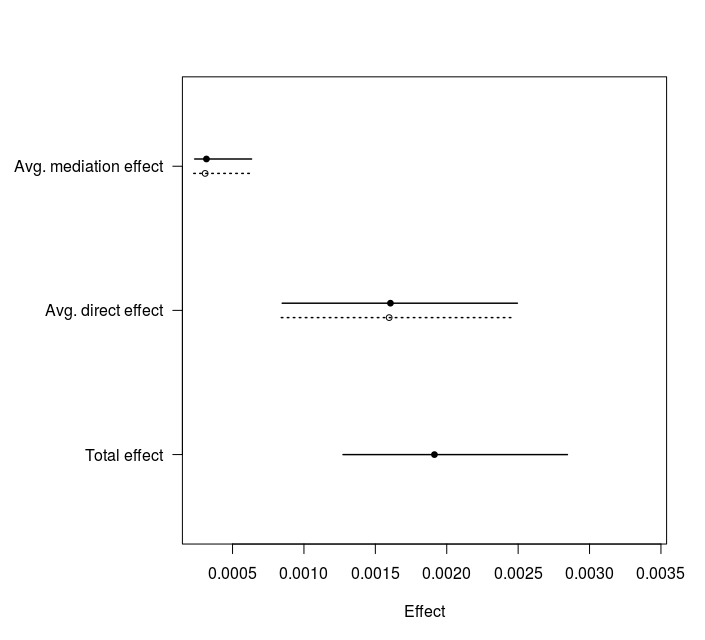 Avg. mediation effect
Avg. direct effect
Total effect
0.0005 0.0010 0.0015 0.0020 0.0025 0.0030 0.0035
Effect